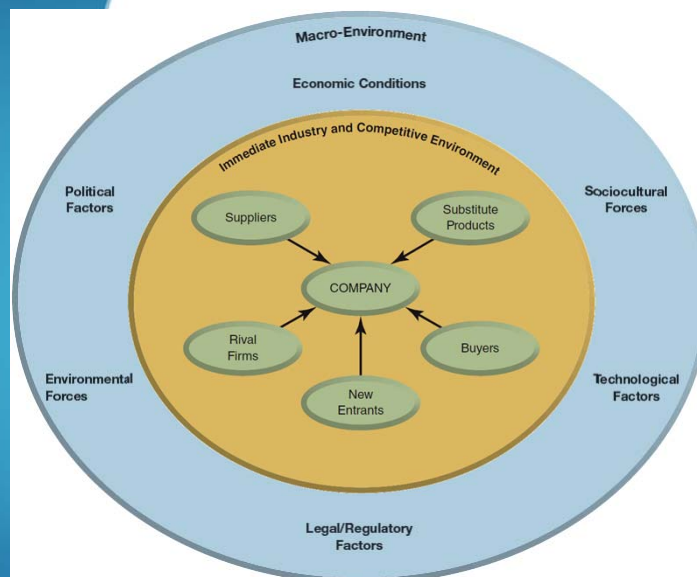 Macro-Environment
Economic Conditions
Immediate Industry and Competitive Environment
Political
Factors
Sociocultural
Forces
Suppliers
Substitute
Products
COMPANY
Rival
Firms
Buyers
New
Entrants
Environmental
Forces
Technological
Factors
Legal/Regulatory
Factors